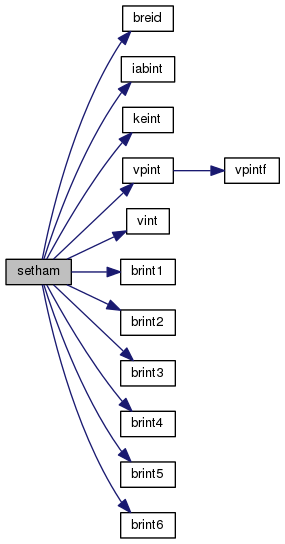 breid
iabint
keint
vpint
vpintf
vint
setham
brint1
brint2
brint3
brint4
brint5
brint6